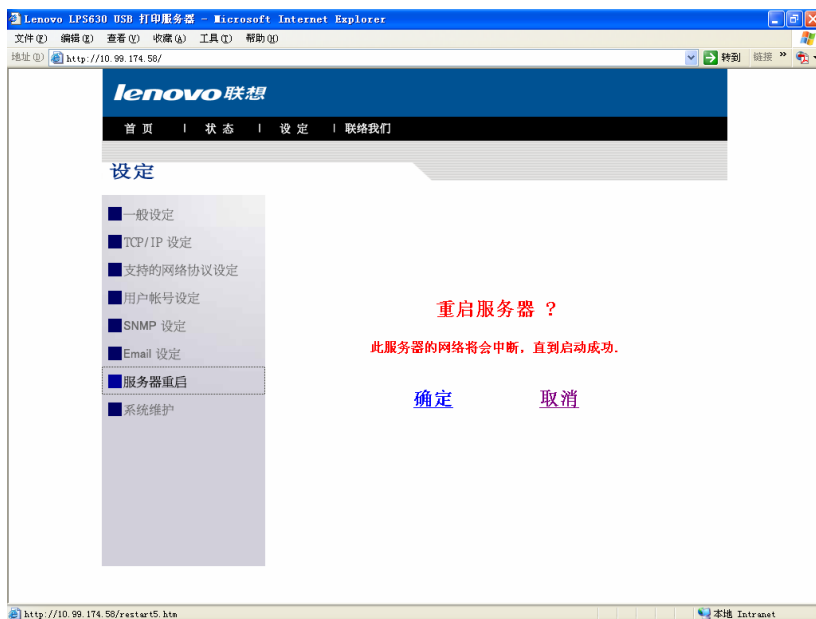 Lenovo LPS630 USB 打印服务器 - Microsoft Internet Explorer
文件(F) 编辑(E) 查看(V) 收藏(A) 工具(T) 帮助(H)
地址(D) http://10.99.174.58/ 转到 链接 »
lenovo联想
首 页 | 状 态 | 设 定 | 联络我们
设定
一般设定
TCP/IP 设定
支持的网络协议设定
用户帐号设定
SNMP 设定
Email 设定
服务器重启
系统维护
重启服务器 ?
此服务器的网络将会中断，直到启动成功.
确定 取消
http://10.99.174.58/restart5.htm 本地 Intranet